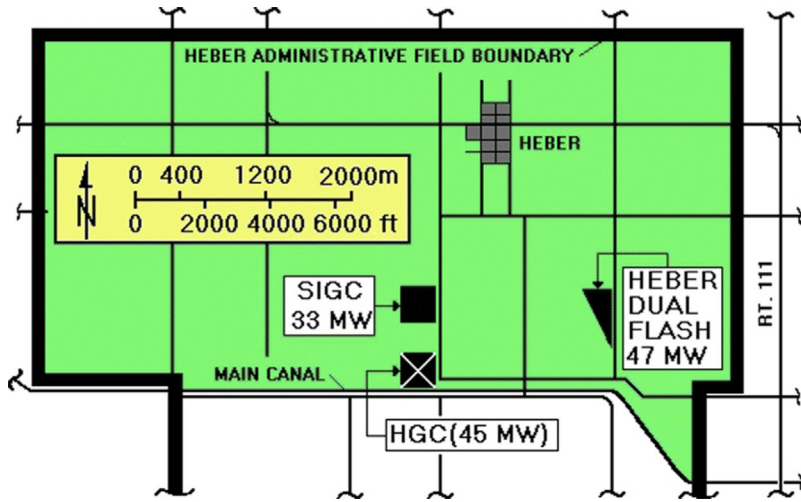 HEBER ADMINISTRATIVE FIELD BOUNDARY
HEBER
0 400 1200 2000m
N
0 2000 4000 6000 ft
SIGC
33 MW
HEBER
DUAL
FLASH
47 MW
RT. 111
MAIN CANAL
HGC(45 MW)